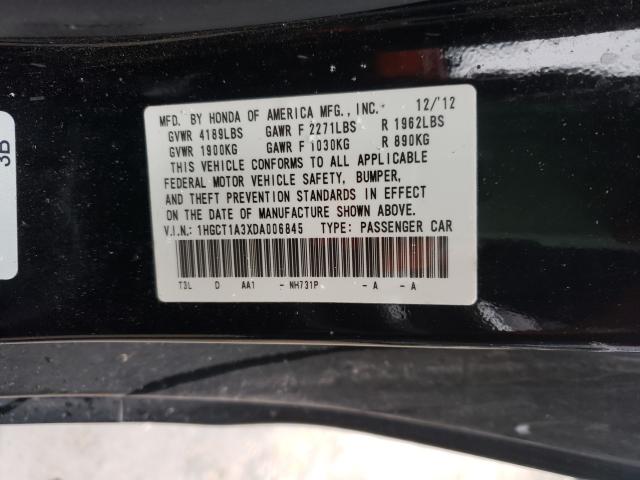 MFD. BY HONDA OF AMERICA MFG., INC. 12/'12
GVWR 4189LBS GAWR F 2271LBS R 1962LBS
GVWR 1900KG GAWR F 1030KG R 890KG
THIS VEHICLE CONFORMS TO ALL APPLICABLE
FEDERAL MOTOR VEHICLE SAFETY, BUMPER,
AND THEFT PREVENTION STANDARDS IN EFFECT
ON THE DATE OF MANUFACTURE SHOWN ABOVE.
V.I.N.: 1HGCT1A3XDA006845 TYPE: PASSENGER CAR
T3L D AA1 - NH731P - A - A
3B